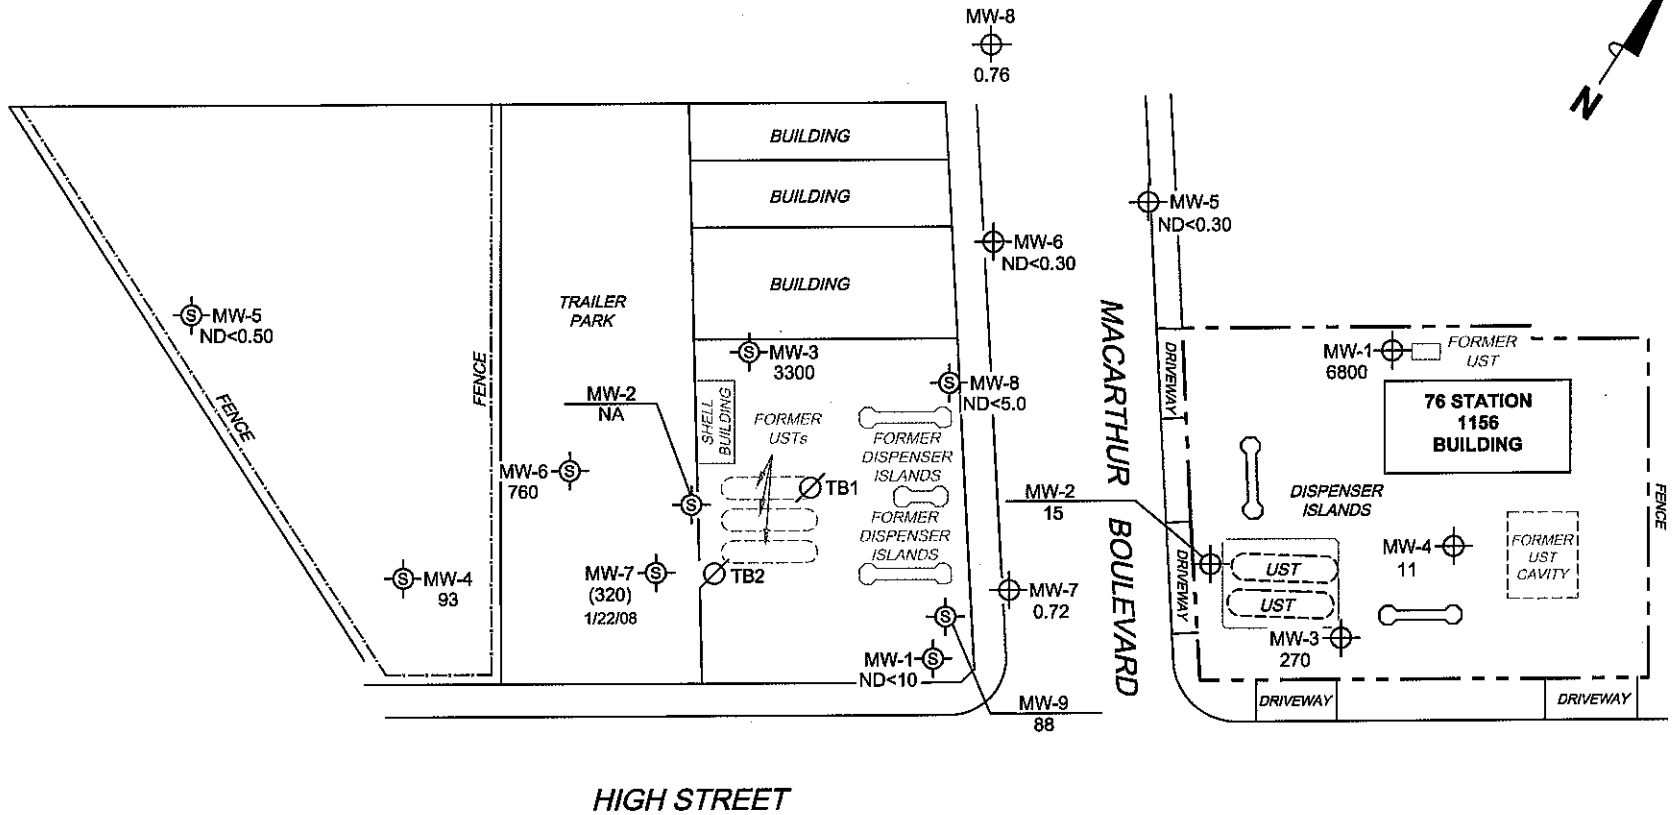 MW-8
0.76
N
BUILDING
BUILDING
BUILDING
MW-5
ND<0.30
MW-6
ND<0.30
TRAILER
PARK
MW-5
ND<0.50
FENCE
FENCE
MW-3
3300
MW-2
NA
SHELL
BUILDING
FORMER
USTs
MW-8
ND<5.0
FORMER
DISPENSER
ISLANDS
FORMER
DISPENSER
ISLANDS
MW-6
760
TB1
TB2
MW-4
93
MW-7
(320)
1/22/08
MW-1
ND<10
MW-9
88
MW-7
0.72
MW-2
15
MACARTHUR BOULEVARD
DRIVEWAY
DRIVEWAY
MW-1
6800
FORMER
UST
76 STATION
1156
BUILDING
DISPENSER
ISLANDS
FENCE
UST
UST
MW-4
11
FORMER
UST
CAVITY
MW-3
270
DRIVEWAY
DRIVEWAY
HIGH STREET